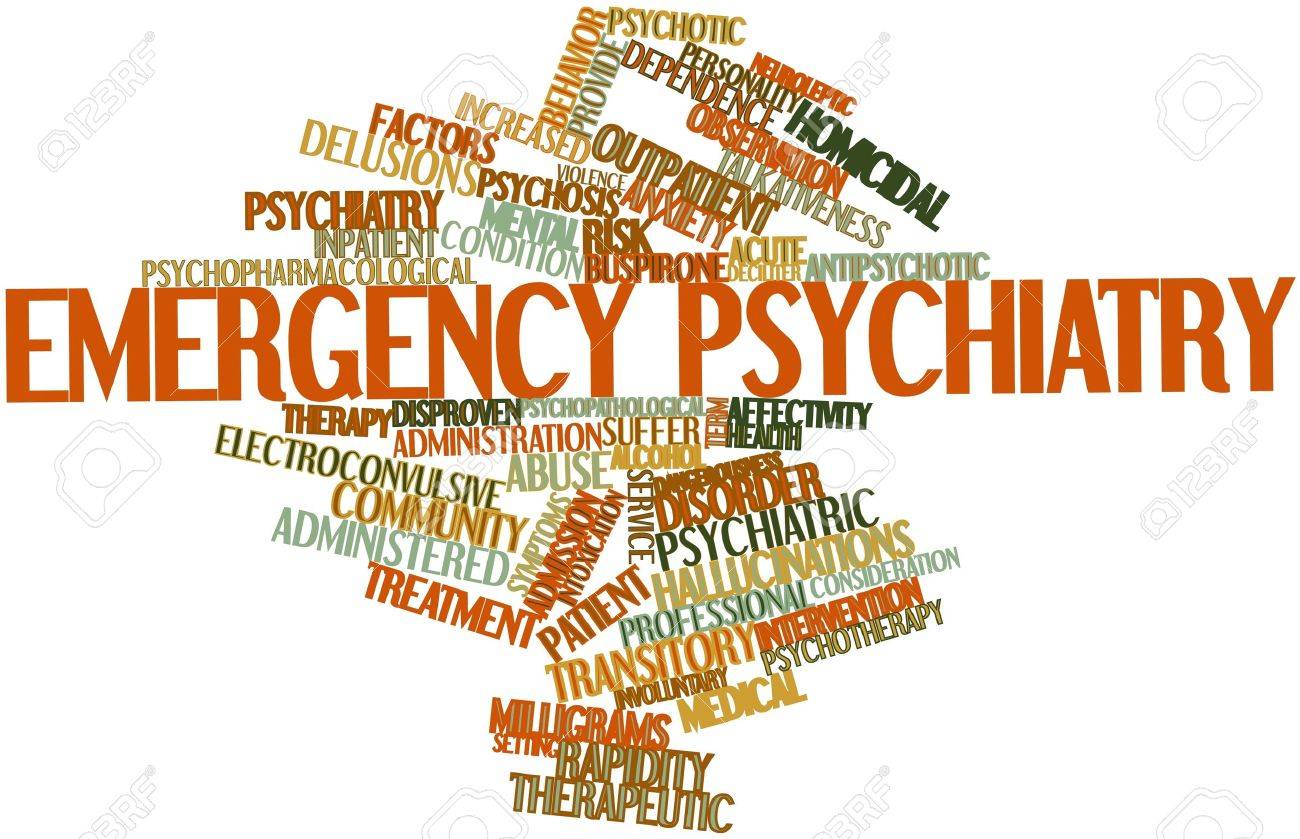 PSYCHOTIC
BEHAVIOR
PROVIDE
PERSONALITY
NEUROLEPTIC
DEPENDENCE
HOMICIDAL
INCREASED
FACTORS
OBSERVATION
DELUSIONS
OUTPATIENT
TALKATIVENESS
VIOLENCE
PSYCHOSIS
ANXIETY
PSYCHIATRY
MENTAL
RISK
INPATIENT
CONDITION
ACUTE
BUSPIRONE
DECILITER
ANTIPSYCHOTIC
PSYCHOPHARMACOLOGICAL
EMERGENCY PSYCHIATRY
THERAPY
DISPROVEN
PSYCHOPATHOLOGICAL
TERM
AFFECTIVITY
ADMINISTRATION
SUFFER
HEALTH
ELECTROCONVULSIVE
ABUSE
ALCOHOL
DANGEROUSNESS
SERVICE
DISORDER
COMMUNITY
SYMPTOMS
ADMISSION
INTOXICATION
PSYCHIATRIC
ADMINISTERED
HALLUCINATIONS
CONSIDERATION
TREATMENT
PATIENT
PROFESSIONAL
INTERVENTION
PSYCHOTHERAPY
TRANSITORY
INVOLUNTARY
MEDICAL
MILLIGRAMS
SETTING
RAPIDITY
THERAPEUTIC
123RF
123RF
123RF
123RF
123RF
123RF
123RF
123RF